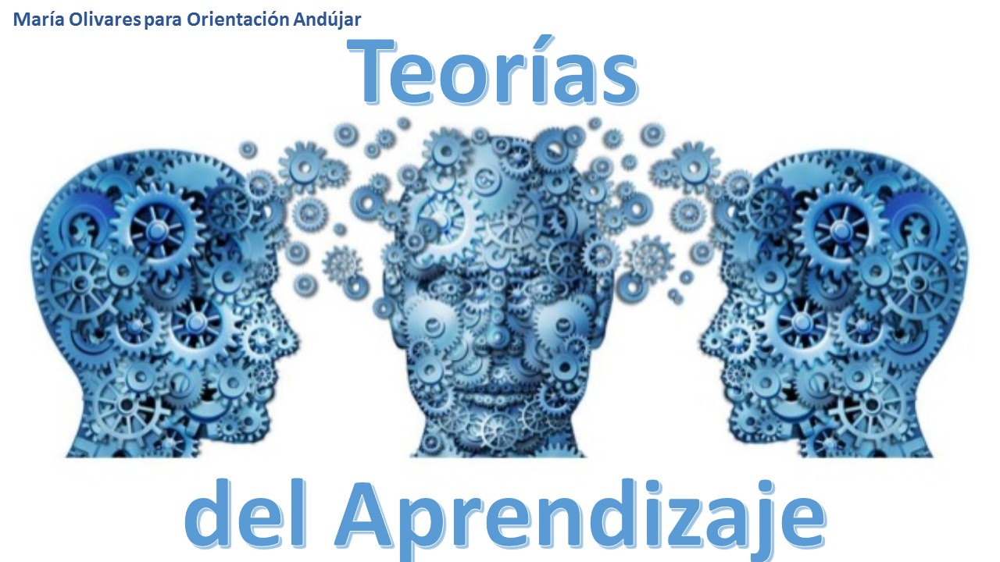 María Olivares para Orientación Andújar
Teorías
del Aprendizaje